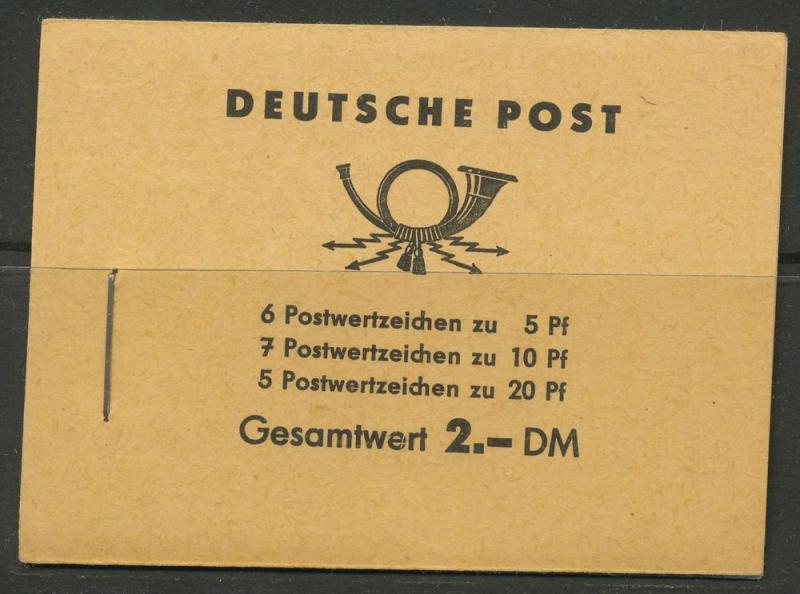 DEUTSCHE POST
6 Postwertzeichen zu 5 Pf
7 Postwertzeichen zu 10 Pf
5 Postwertzeichen zu 20 Pf
Gesamtwert 2.– DM